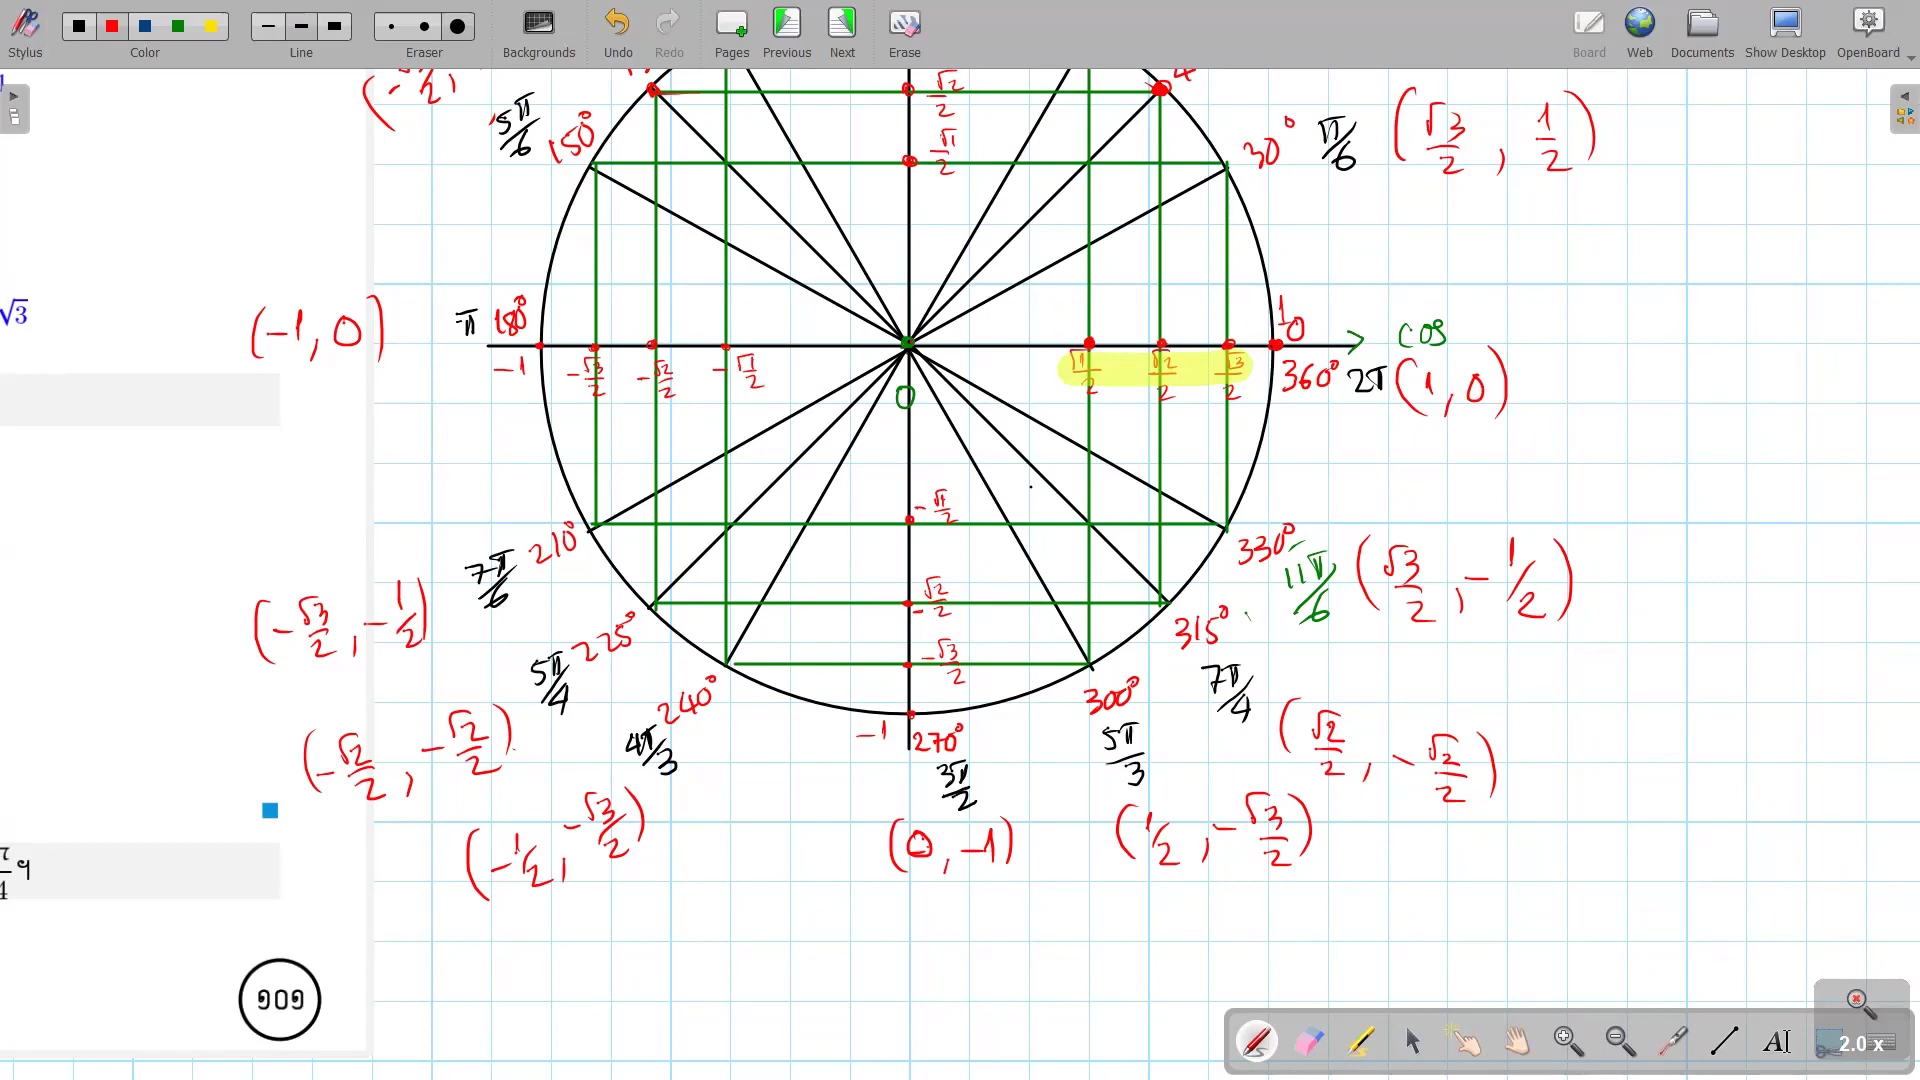 Stylus
Color
Line
Eraser
Backgrounds
Undo
Redo
Pages
Previous
Next
Erase
Board
Web
Documents
Show Desktop
OpenBoard
√2/2
√1/2
5π/6
150°
30°
π/6
(√3/2, 1/2)
√3
(-1, 0)
π
180°
-1
-√3/2
-√2/2
-√1/2
0
√1/2
√2/2
√3/2
1
0
cos
360°
2π
(1, 0)
-√1/2
-√2/2
-√3/2
-1
210°
7π/6
(-√3/2, -1/2)
225°
5π/4
(-√2/2, -√2/2)
240°
4π/3
(-1/2, -√3/2)
270°
3π/2
(0, -1)
300°
5π/3
(1/2, -√3/2)
315°
7π/4
(√2/2, -√2/2)
330°
11π/6
(√3/2, -1/2)
໑໐໑
2.0 x